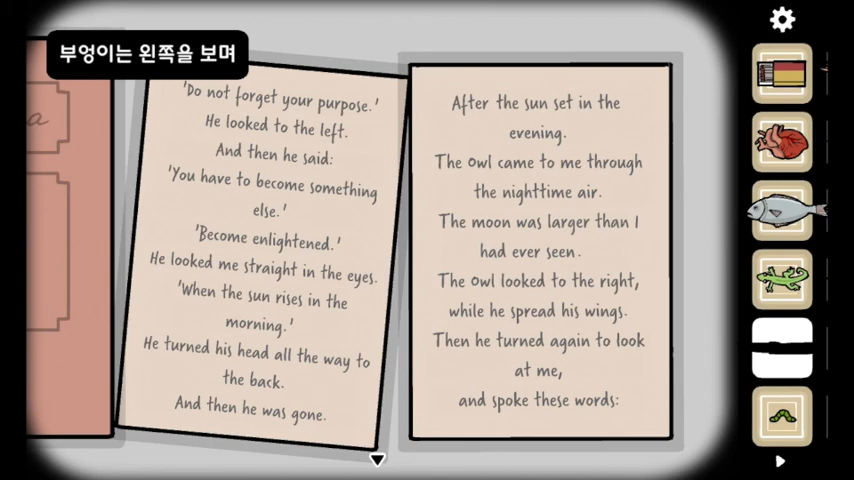 부엉이는 왼쪽을 보며
a
'Do not forget your purpose.'
He looked to the left.
And then he said:
'You have to become something
else.'
'Become enlightened.'
He looked me straight in the eyes.
'When the sun rises in the
morning.'
He turned his head all the way to
the back.
And then he was gone.
After the sun set in the
evening.
The Owl came to me through
the nighttime air.
The moon was larger than I
had ever seen.
The Owl looked to the right,
while he spread his wings.
Then he turned again to look
at me,
and spoke these words: